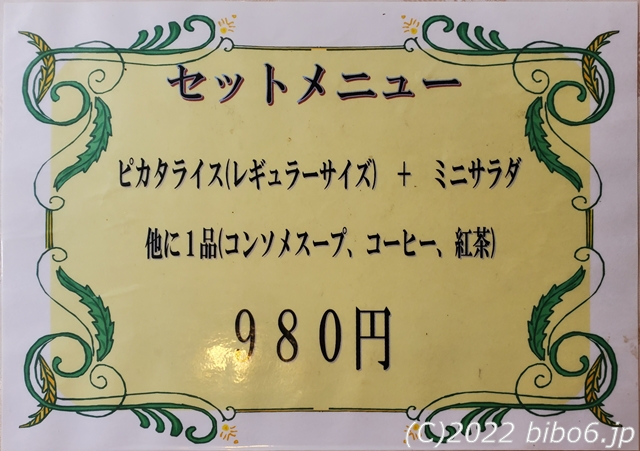 セットメニュー
ピカタライス(レギュラーサイズ) + ミニサラダ
他に1品(コンソメスープ、コーヒー、紅茶)
980円
(C)2022 bibo6.jp